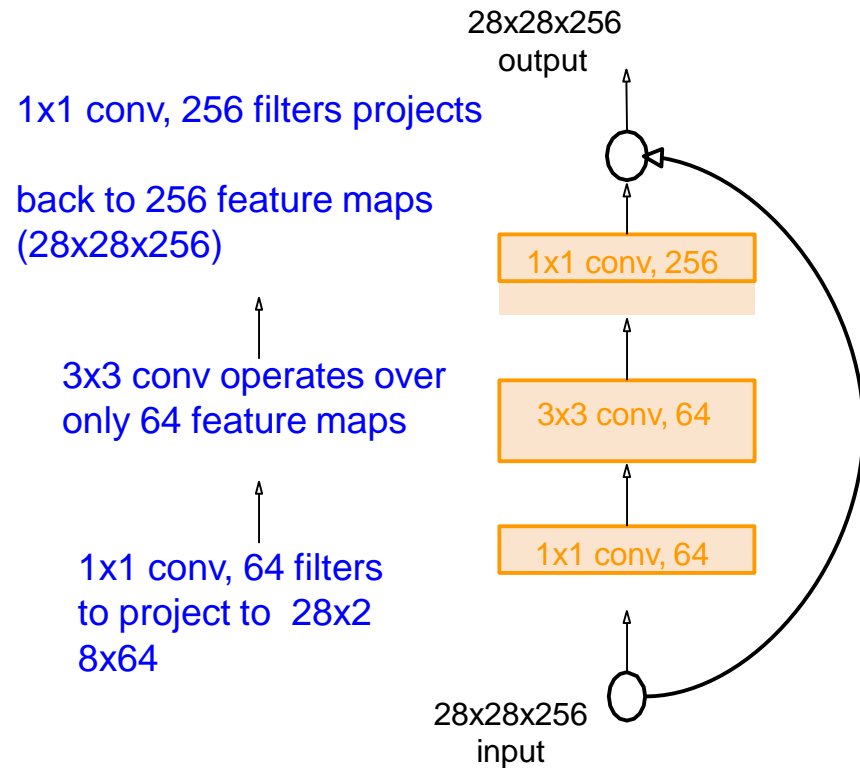 28x28x256
output
1x1 conv, 256 filters projects
back to 256 feature maps
(28x28x256)
1x1 conv, 256
3x3 conv operates over
only 64 feature maps
3x3 conv, 64
1x1 conv, 64 filters
to project to 28x2
8x64
1x1 conv, 64
28x28x256
input